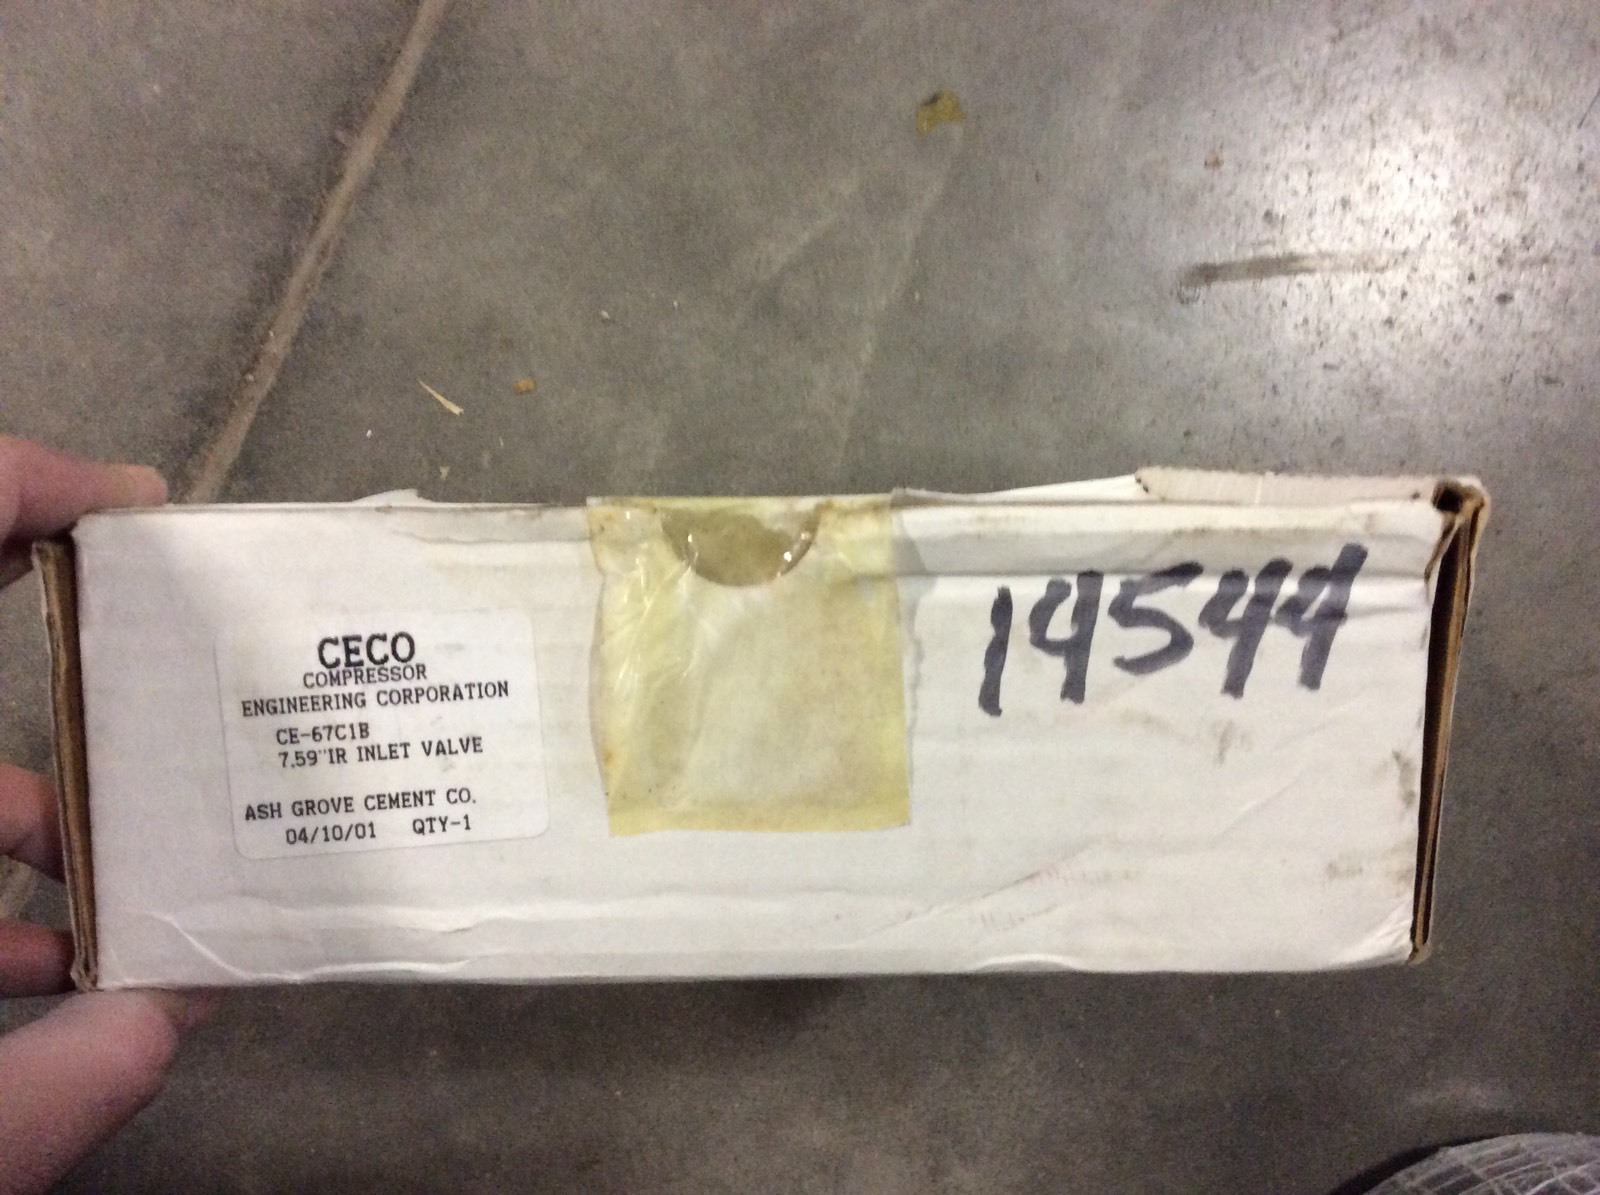 CECO
COMPRESSOR
ENGINEERING CORPORATION
CE-67C1B
7.59"IR INLET VALVE
ASH GROVE CEMENT CO.
04/10/01 QTY-1
14544